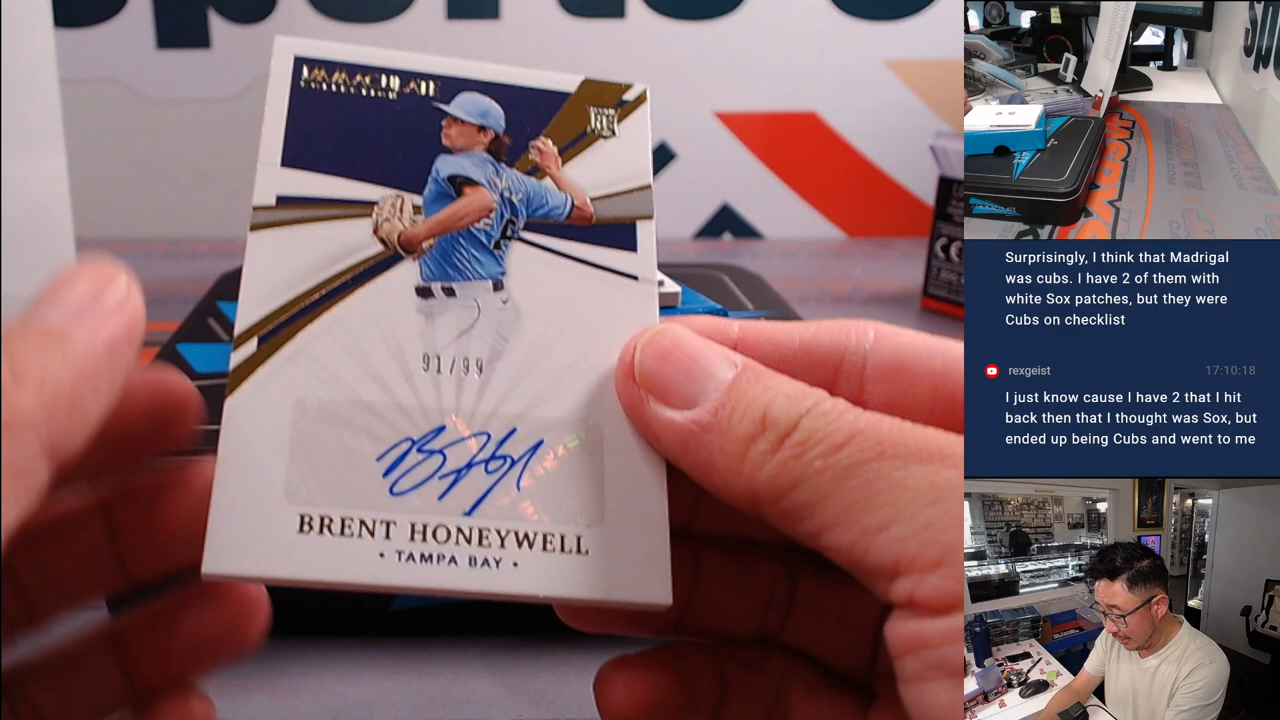 IMMACULATE
COLLECTION
RC
91/99
BRENT HONEYWELL
• TAMPA BAY •
Surprisingly, I think that Madrigal
was cubs. I have 2 of them with
white Sox patches, but they were
Cubs on checklist
rexgeist 17:10:18
I just know cause I have 2 that I hit
back then that I thought was Sox, but
ended up being Cubs and went to me